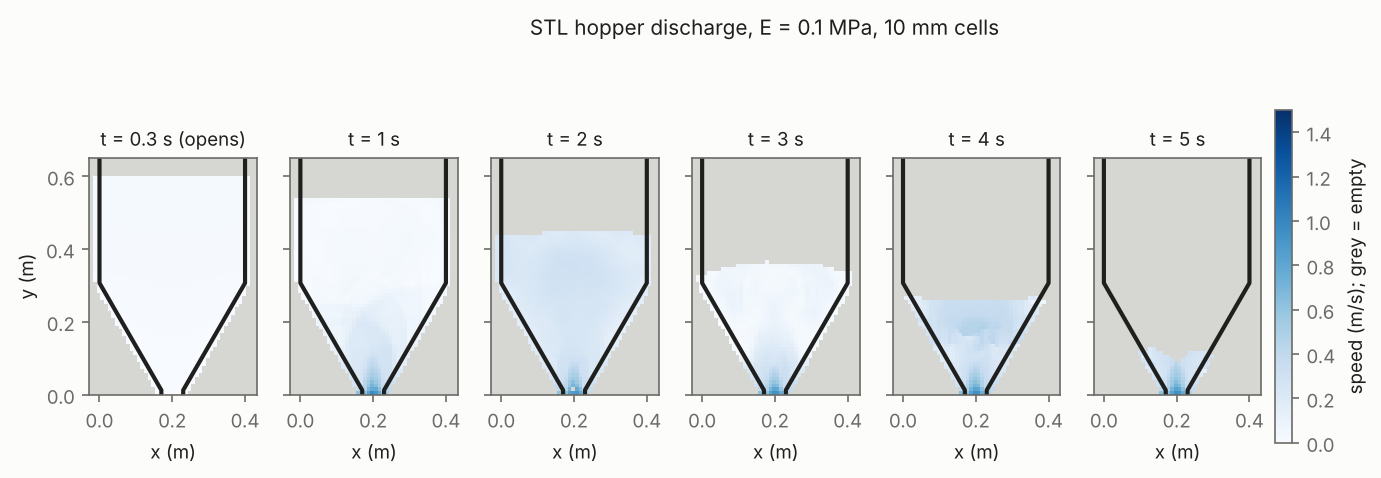 STL hopper discharge, E = 0.1 MPa, 10 mm cells
t = 0.3 s (opens)
t = 1 s
t = 2 s
t = 3 s
t = 4 s
t = 5 s
y (m)
0.6
0.4
0.2
0.0
0.0 0.2 0.4
0.0 0.2 0.4
0.0 0.2 0.4
0.0 0.2 0.4
0.0 0.2 0.4
0.0 0.2 0.4
x (m)
x (m)
x (m)
x (m)
x (m)
x (m)
1.4
1.2
1.0
0.8
0.6
0.4
0.2
0.0
speed (m/s); grey = empty